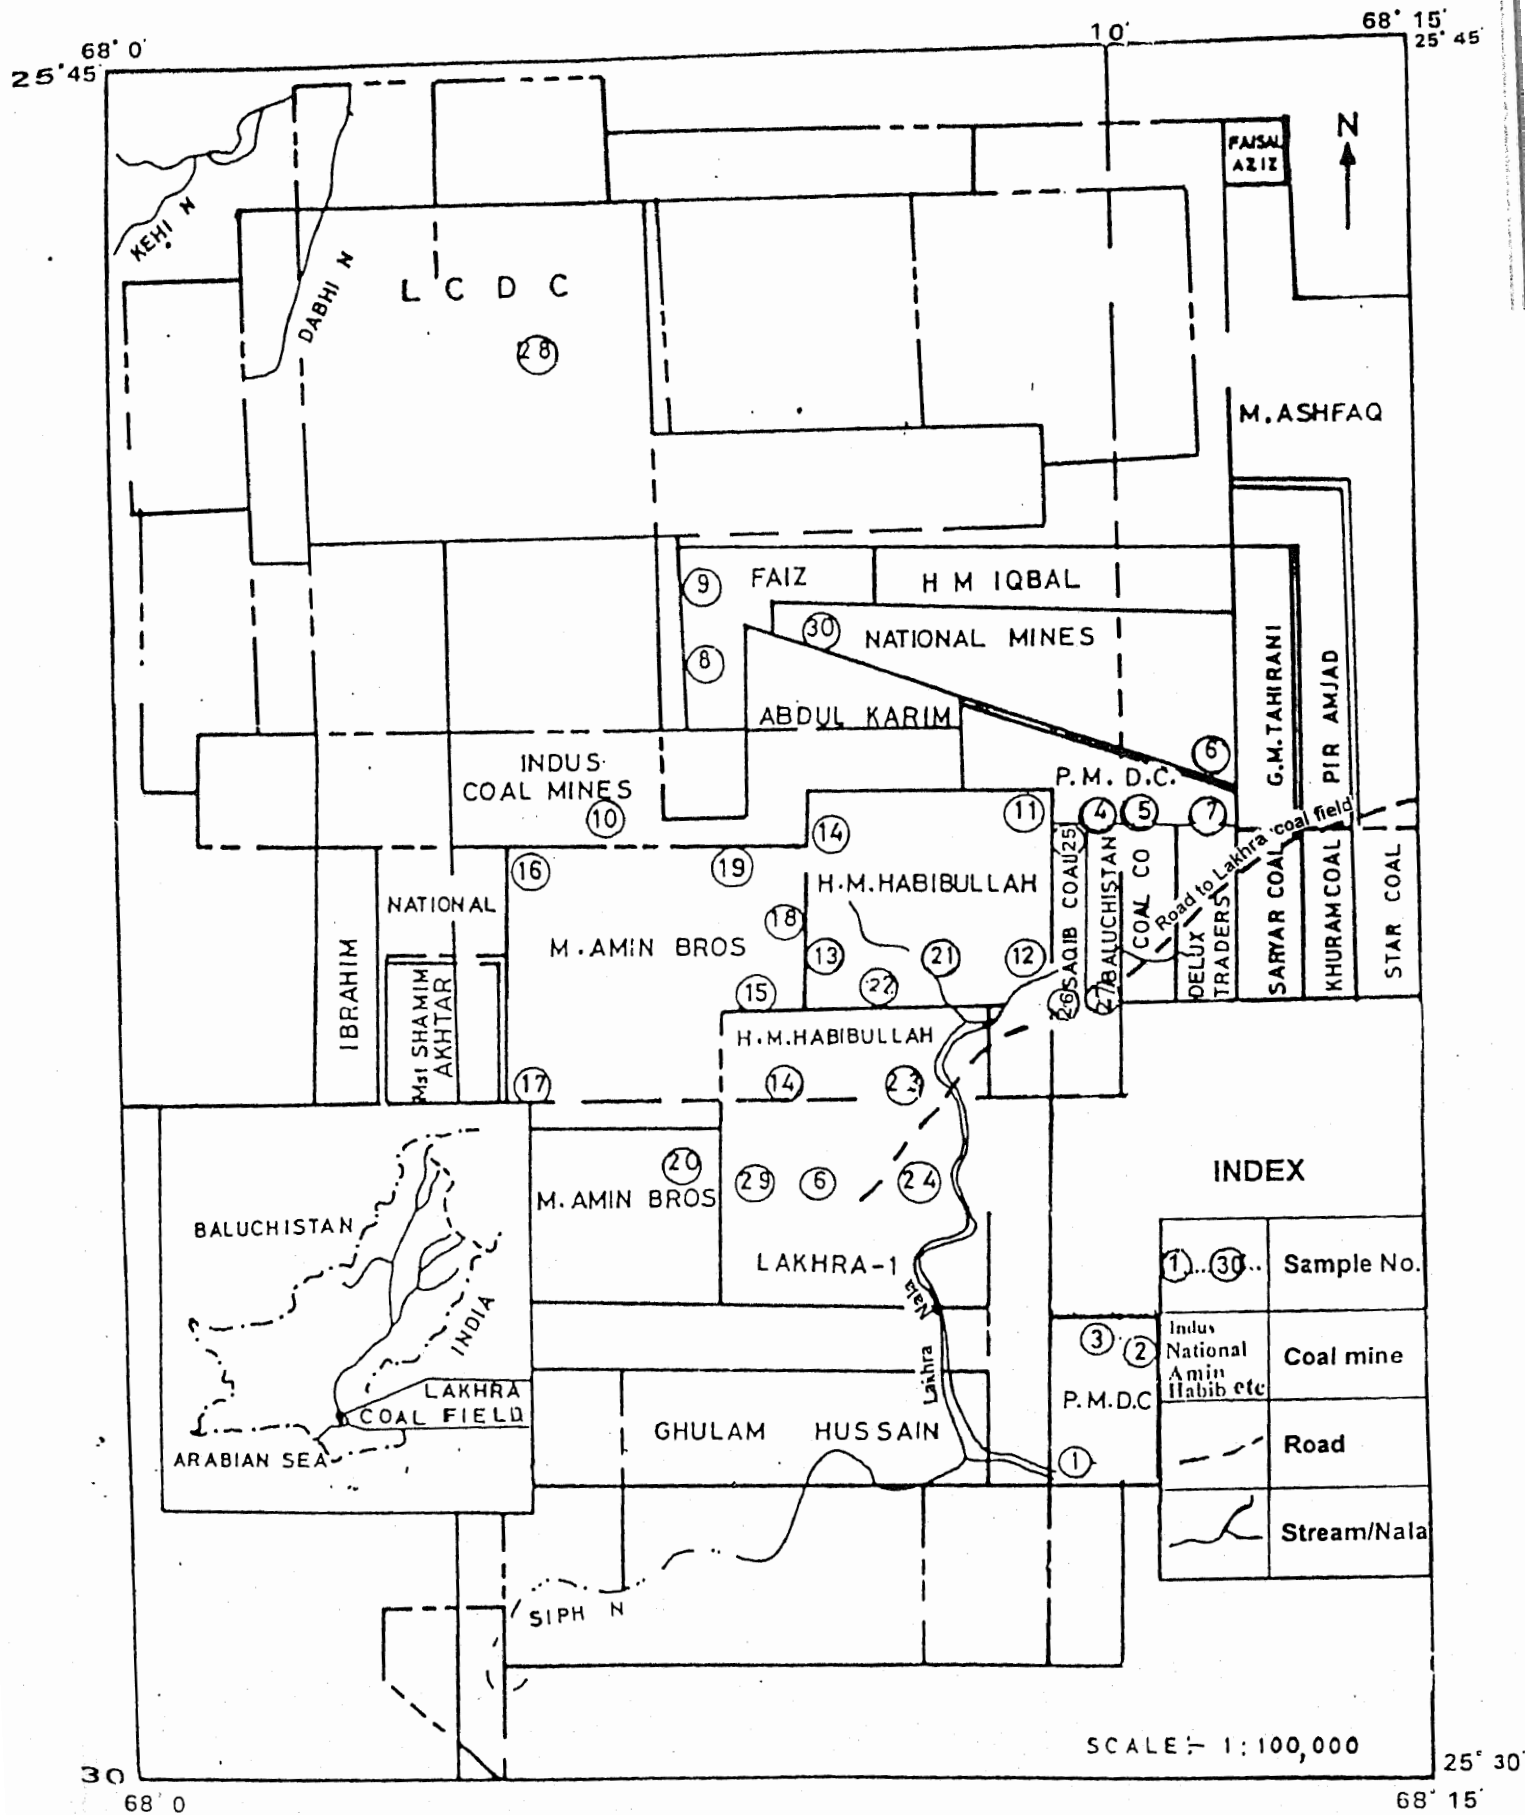 68° 0'
10'
68° 15'
25°45'
25° 45'
N
FAISAL
AZIZ
KEHI N
DABHI N
L C D C
28
M. ASHFAQ
9
FAIZ
H M IQBAL
30
NATIONAL MINES
8
ABDUL KARIM
G.M.TAHIRANI
PIR AMJAD
6
INDUS
COAL MINES
P.M.D.C.
10
11
4
5
7
Road to Lakhra coal field
14
25
16
19
H.M.HABIBULLAH
NATIONAL
18
M.AMIN BROS
13
21
12
22
15
SAQIB COAL
BALUCHISTAN
COAL CO
DELUX
TRADERS
SARYAR COAL
KHURAM COAL
STAR COAL
26
27
IBRAHIM
Mst SHAMIM
AKHTAR
H.M.HABIBULLAH
17
14
23
20
29
6
24
M. AMIN BROS
INDEX
BALUCHISTAN
LAKHRA-1
1...30..
Sample No.
Nala
INDIA
3
2
Indus
National
Amin
Habib etc
Coal mine
Lakhra
LAKHRA
COAL FIELD
P.M.D.C
GHULAM HUSSAIN
Road
ARABIAN SEA
1
Stream/Nala
SIPH N
SCALE:- 1:100,000
30
25° 30'
68 0
68° 15'